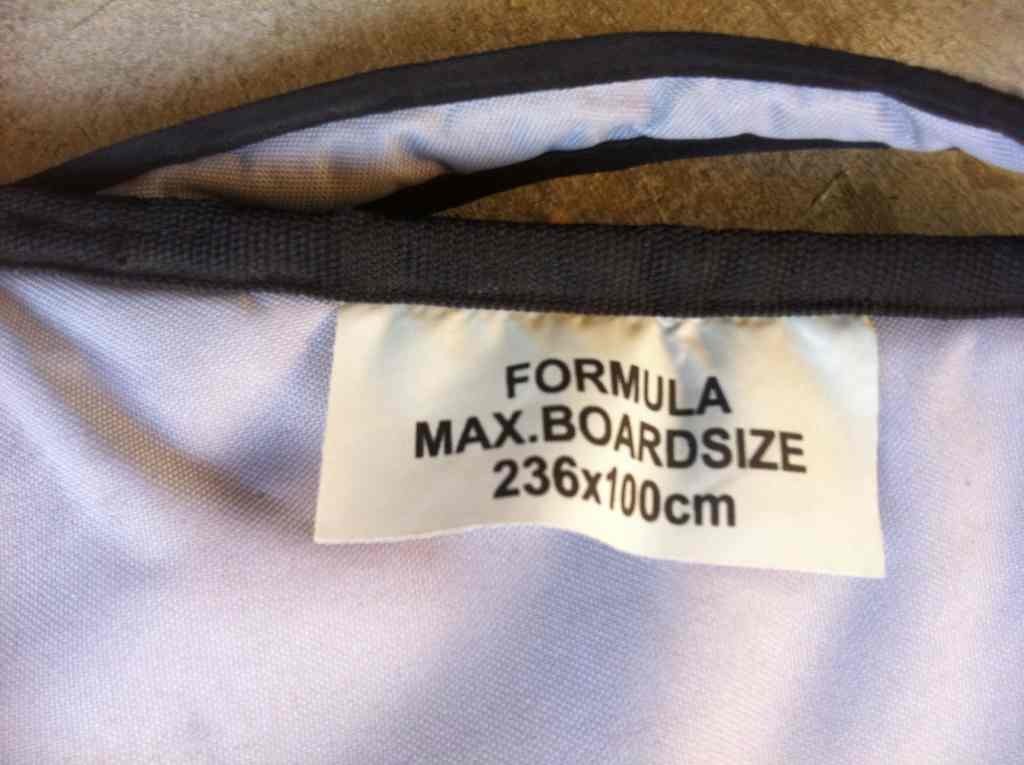 FORMULA
MAX.BOARDSIZE
236x100cm